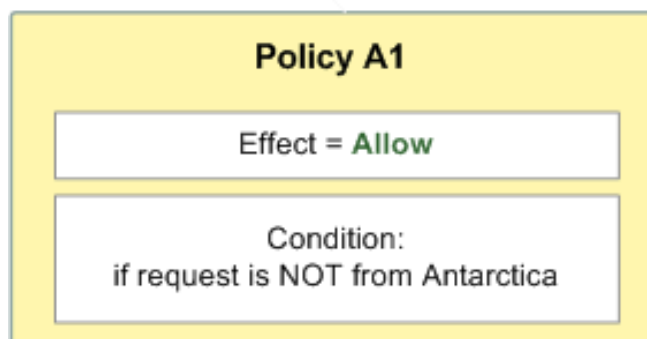 Policy A1
Effect = Allow
Condition:
if request is NOT from Antarctica